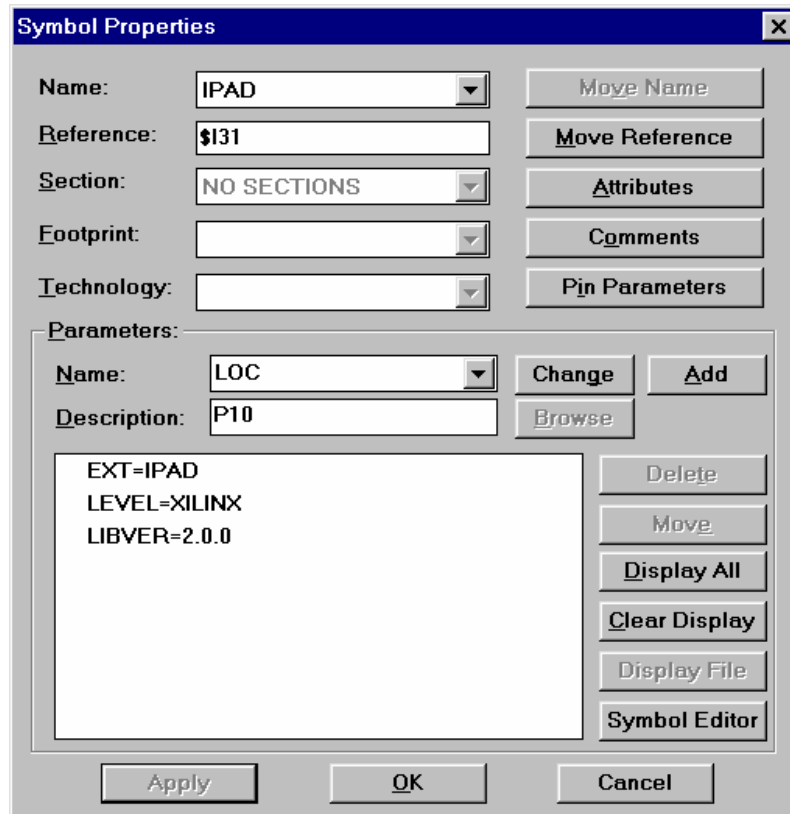 Symbol Properties
Name: IPAD Move Name
Reference: $I31 Move Reference
Section: NO SECTIONS Attributes
Footprint: Comments
Technology: Pin Parameters
Parameters:
Name: LOC Change Add
Description: P10 Browse
EXT=IPAD Delete
LEVEL=XILINX Move
LIBVER=2.0.0
Display All
Clear Display
Display File
Symbol Editor
Apply OK Cancel